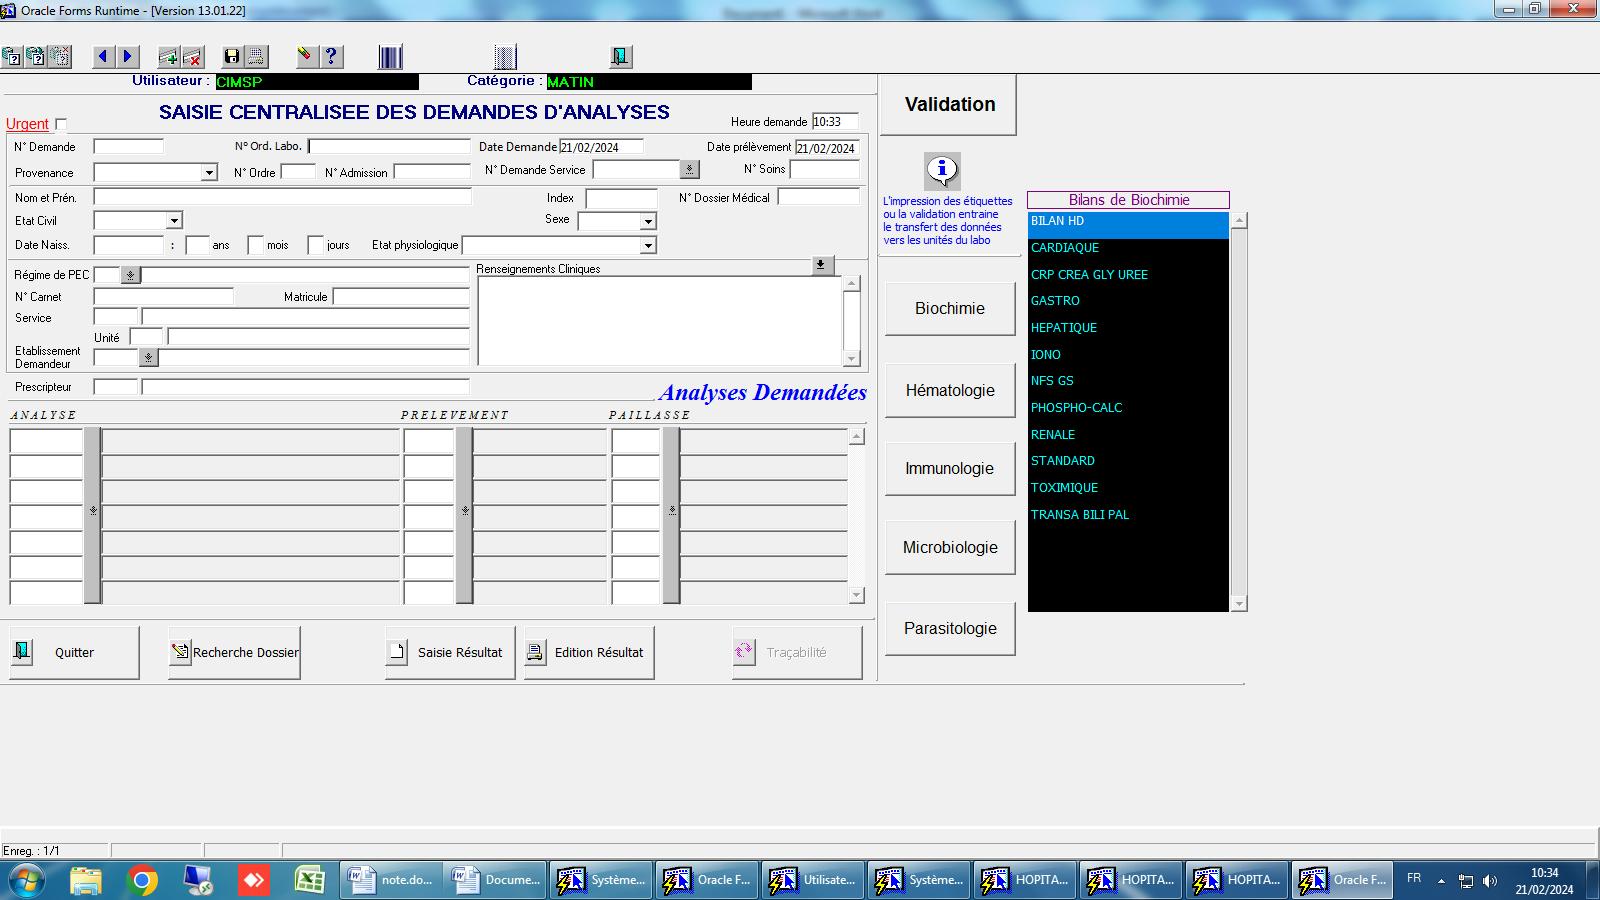 Oracle Forms Runtime - [Version 13.01.22]
Utilisateur : CIMSP
Catégorie : MATIN
SAISIE CENTRALISEE DES DEMANDES D'ANALYSES
Urgent
Heure demande 10:33
N° Demande
N° Ord. Labo.
Date Demande 21/02/2024
Date prélèvement 21/02/2024
Provenance
N° Ordre
N° Admission
N° Demande Service
N° Soins
Nom et Prén.
Index
N° Dossier Médical
Etat Civil
Sexe
Date Naiss. : ans mois jours
Etat physiologique
Régime de PEC
Renseignements Cliniques
N° Carnet
Matricule
Service
Unité
Etablissement
Demandeur
Prescripteur
Analyses Demandées
ANALYSE
PRELEVEMENT
PAILLASSE
Quitter
Recherche Dossier
Saisie Résultat
Edition Résultat
Traçabilité
Validation
L'impression des étiquettes
ou la validation entraine
le transfert des données
vers les unités du labo
Biochimie
Hématologie
Immunologie
Microbiologie
Parasitologie
Bilans de Biochimie
BILAN HD
CARDIAQUE
CRP CREA GLY UREE
GASTRO
HEPATIQUE
IONO
NFS GS
PHOSPHO-CALC
RENALE
STANDARD
TOXIMIQUE
TRANSA BILI PAL
Enreg. : 1/1
note.do...
Docume...
Système...
Oracle F...
Utilisate...
Système...
HOPITA...
HOPITA...
HOPITA...
Oracle F...
FR
10:34
21/02/2024